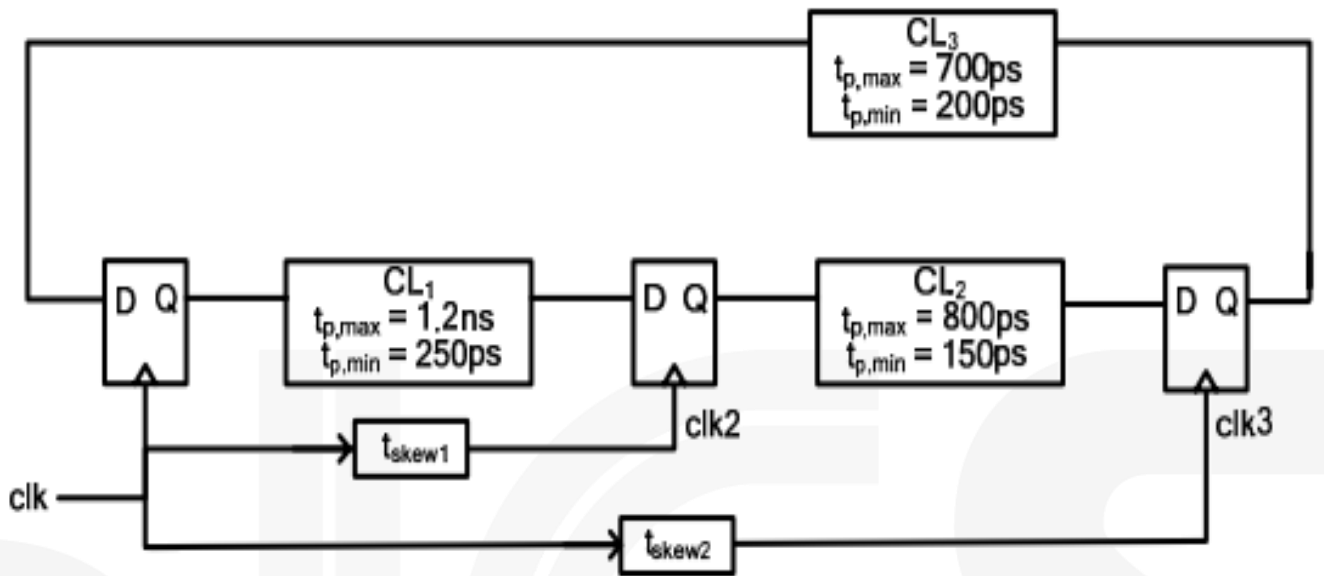 CL₃
tp,max = 700ps
tp,min = 200ps
D Q
CL₁
tp,max = 1.2ns
tp,min = 250ps
D Q
CL₂
tp,max = 800ps
tp,min = 150ps
D Q
clk2
clk3
tskew1
clk
tskew2